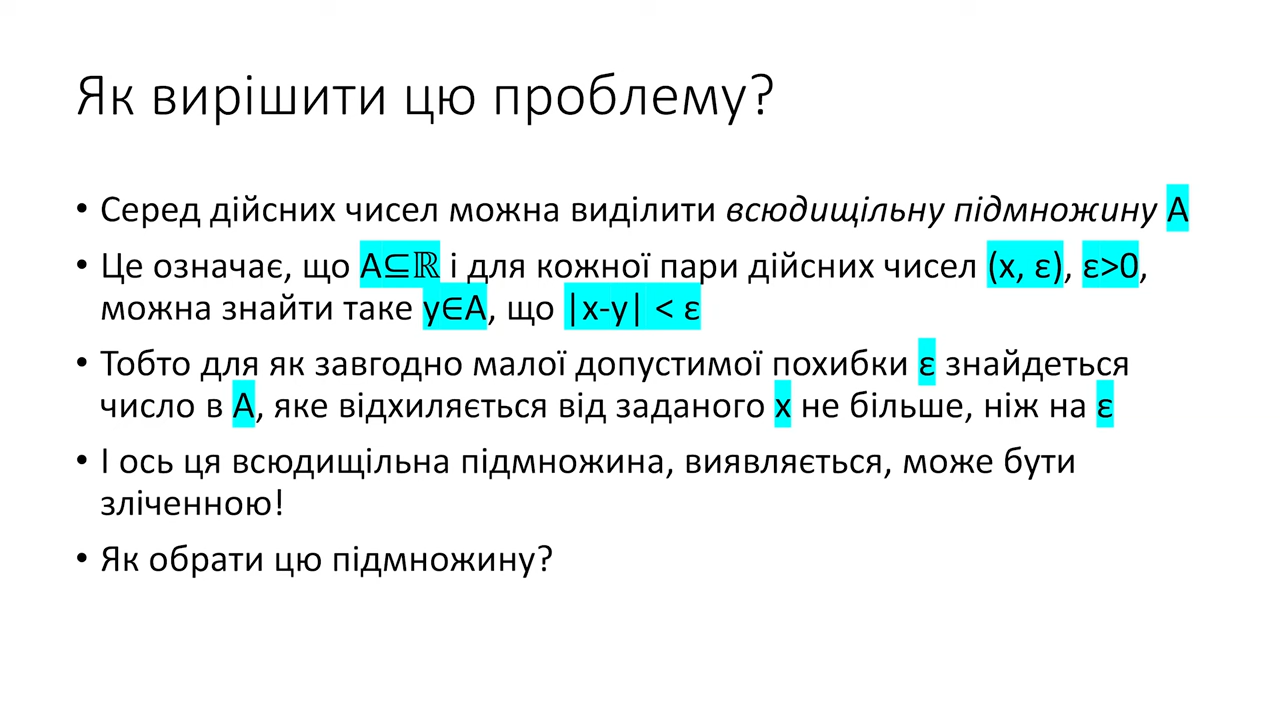 Як вирішити цю проблему?
• Серед дійсних чисел можна виділити всюдищільну підмножину A
• Це означає, що A⊆ℝ і для кожної пари дійсних чисел (x, ε), ε>0,
можна знайти таке y∈A, що |x-y| < ε
• Тобто для як завгодно малої допустимої похибки ε знайдеться
число в A, яке відхиляється від заданого x не більше, ніж на ε
• І ось ця всюдищільна підмножина, виявляється, може бути
зліченною!
• Як обрати цю підмножину?